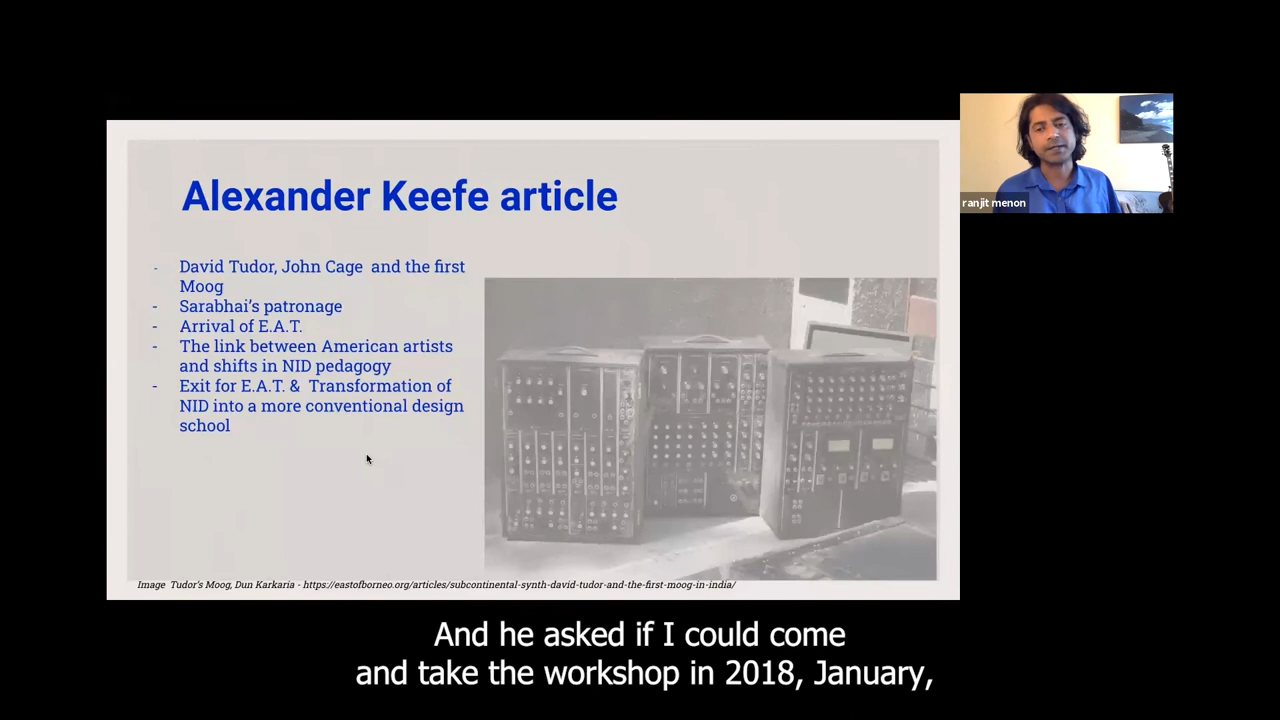 Alexander Keefe article
- David Tudor, John Cage and the first
Moog
- Sarabhai's patronage
- Arrival of E.A.T.
- The link between American artists
and shifts in NID pedagogy
- Exit for E.A.T. & Transformation of
NID into a more conventional design
school
Image Tudor's Moog, Dun Karkaria - https://eastofborneo.org/articles/subcontinental-synth-david-tudor-and-the-first-moog-in-india/
ranjit menon
And he asked if I could come
and take the workshop in 2018, January,